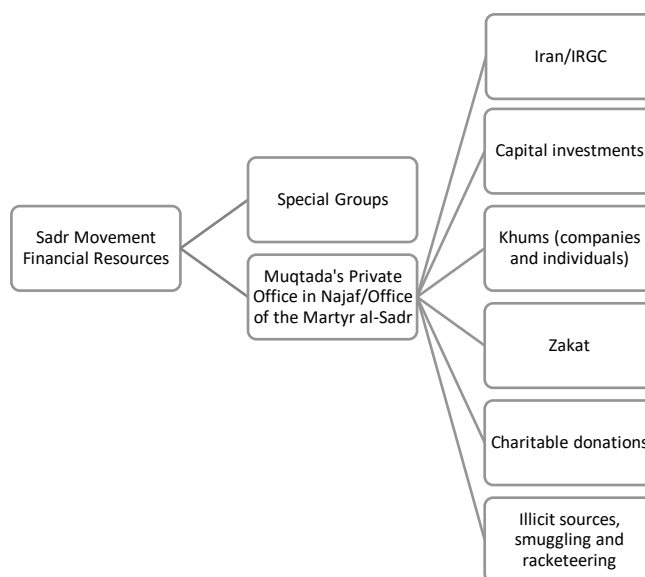 Sadr Movement
Financial Resources
Special Groups
Muqtada's Private
Office in Najaf/Office
of the Martyr al-Sadr
Iran/IRGC
Capital investments
Khums (companies
and individuals)
Zakat
Charitable donations
Illicit sources,
smuggling and
racketeering